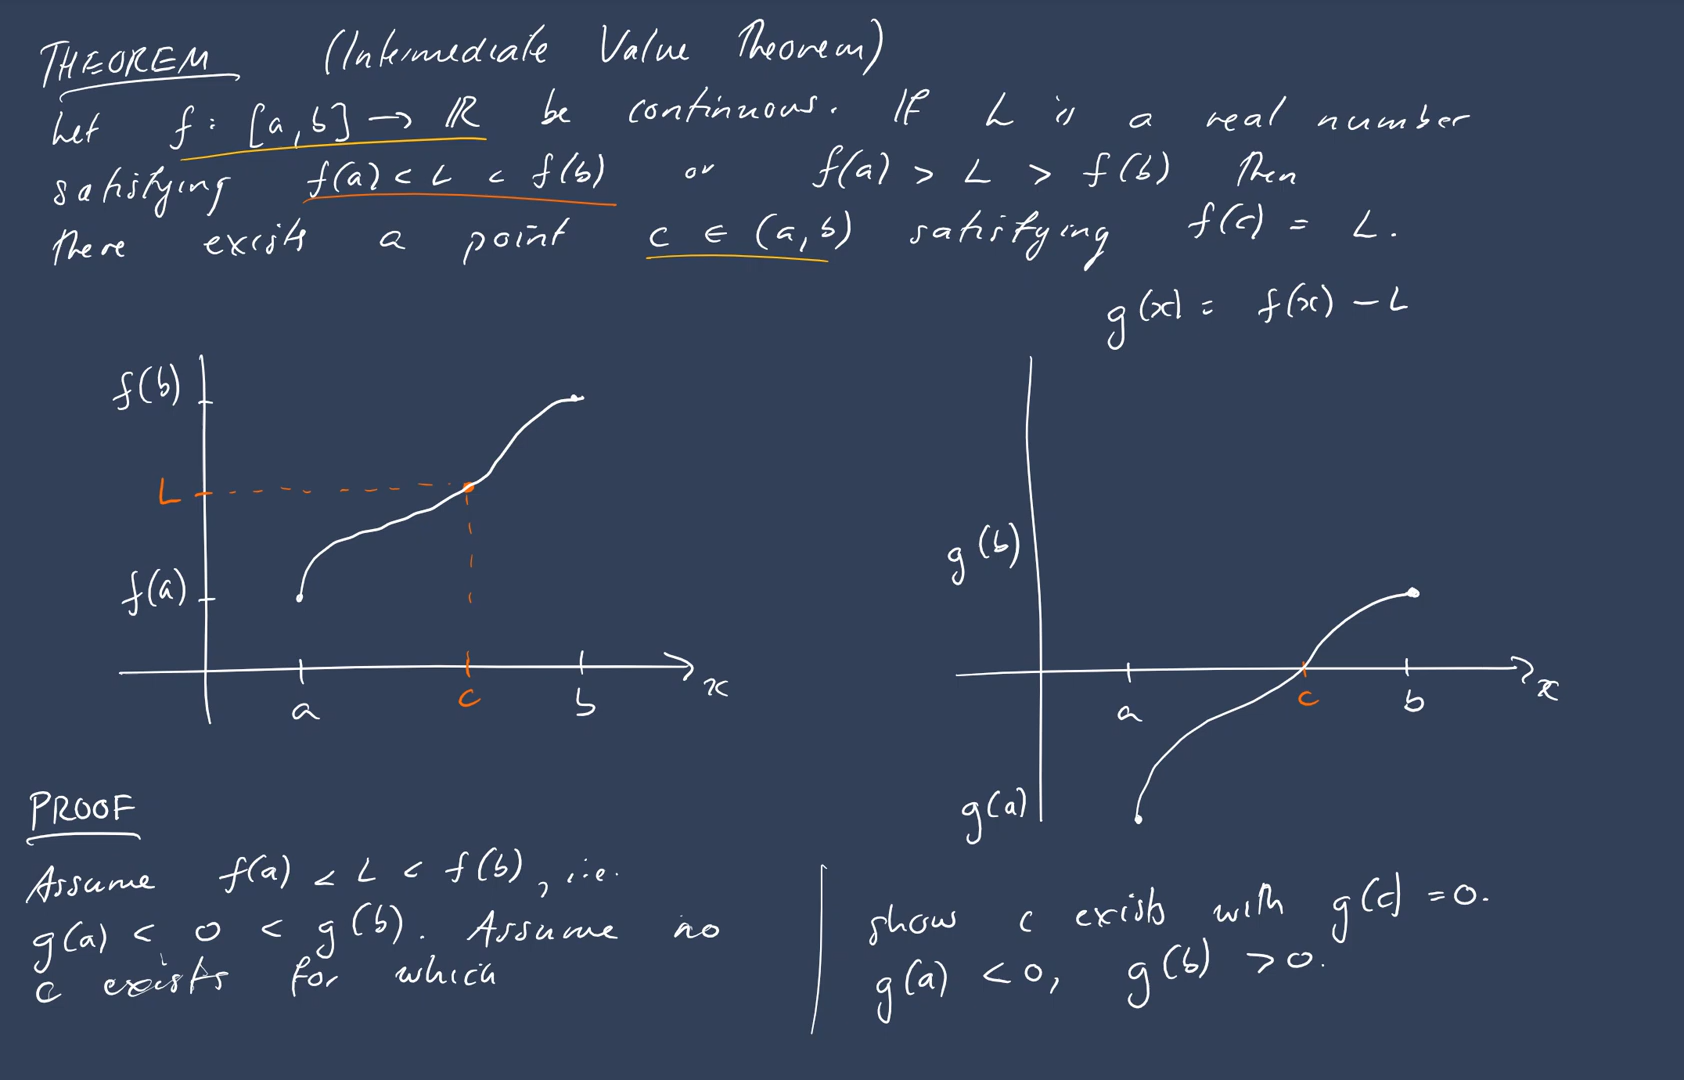 THEOREM (Intermediate Value Theorem)
Let f: [a,b] → ℝ be continuous. If L is a real number
satisfying f(a) < L < f(b) or f(a) > L > f(b) then
there exists a point c ∈ (a,b) satisfying f(c) = L.
g(x) = f(x) − L
f(b)
L
f(a)
a c b x
g(b)
a c b x
g(a)
PROOF
Assume f(a) < L < f(b), i.e.
g(a) < 0 < g(b). Assume no
c exists for which
show c exists with g(c) = 0.
g(a) < 0, g(b) > 0.